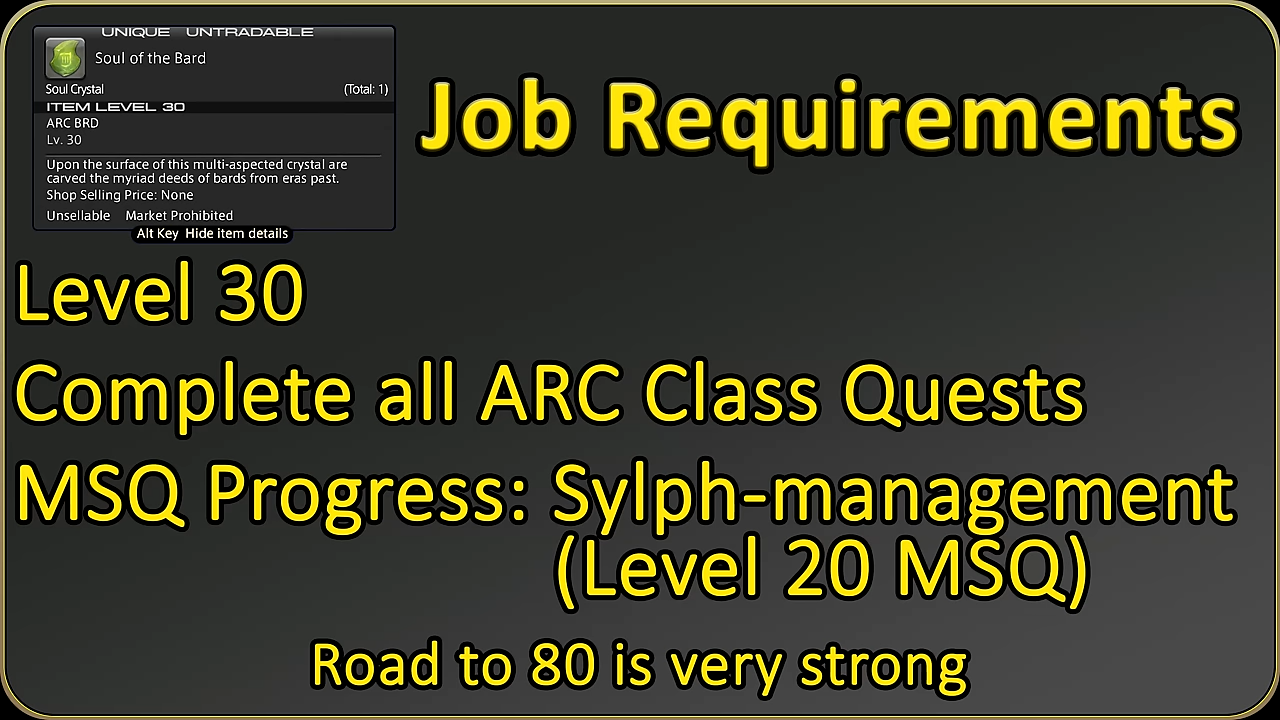 UNIQUE UNTRADABLE
Soul of the Bard
Soul Crystal (Total: 1)
ITEM LEVEL 30
ARC BRD
Lv. 30
Upon the surface of this multi-aspected crystal are
carved the myriad deeds of bards from eras past.
Shop Selling Price: None
Unsellable Market Prohibited
Alt Key Hide item details
Job Requirements
Level 30
Complete all ARC Class Quests
MSQ Progress: Sylph-management
(Level 20 MSQ)
Road to 80 is very strong